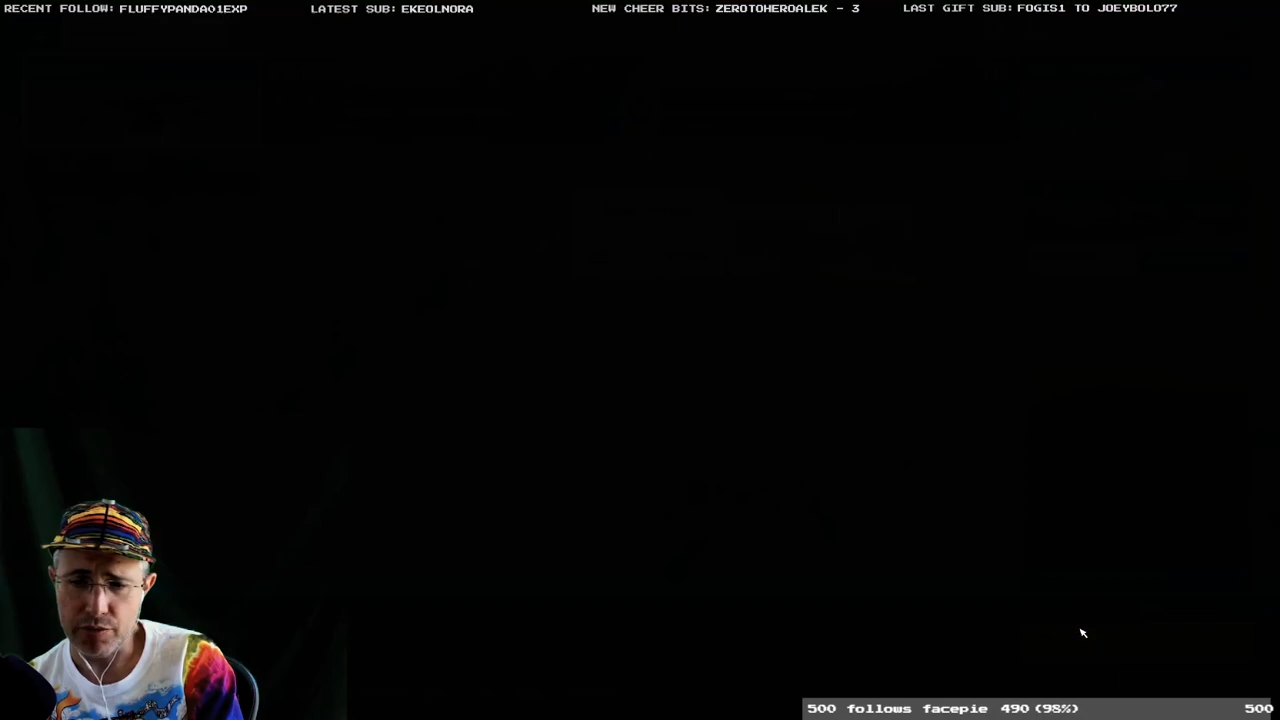 RECENT FOLLOW: FLUFFYPANDA01EXP LATEST SUB: EKEOLNORA NEW CHEER BITS: ZEROTOHEROALEK - 3 LAST GIFT SUB: FOGIS1 TO JOEYBOLO77
500 follows facepie 490 (98%) 500